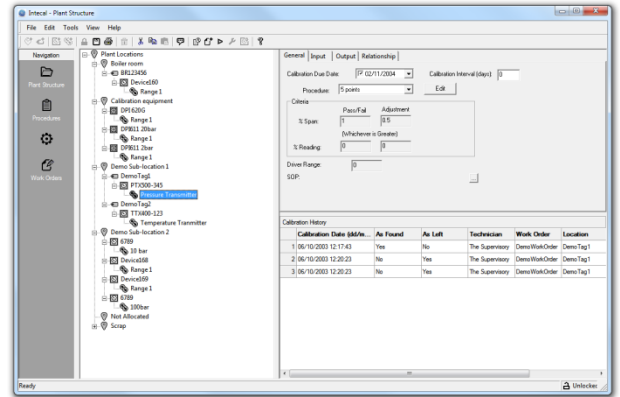 Intecal - Plant Structure
File Edit Tools View Help
Navigation
Plant Structure
Procedures
Work Orders
Plant Locations
Boiler room
BR123456
Device160
Range 1
Calibration equipment
DPI620G
Range 1
DPI611 20bar
Range 1
DPI611 2bar
Range 1
Demo Sub-location 1
DemoTag1
PTX500-345
Pressure Transmitter
DemoTag2
TTX400-123
Temperature Tranmitter
Demo Sub-location 2
6789
10 bar
Device168
Range 1
Device169
Range 1
6789
100bar
Not Allocated
Scrap
General Input Output Relationship
Calibration Due Date: 02/11/2004 Calibration Interval (days): 0
Procedure: 5 points Edit
Criteria
Pass/Fail Adjustment
% Span: 1 0.5
(Whichever is Greater)
% Reading: 0 0
Driver Range: 0
SOP: ...
Calibration History
Calibration Date (dd/m... As Found As Left Technician Work Order Location
1 06/10/2003 12:17:43 Yes No The Supervisory DemoWorkOrder DemoTag1
2 06/10/2003 12:20:23 No Yes The Supervisory DemoWorkOrder DemoTag1
3 06/10/2003 12:20:23 No Yes The Supervisory DemoWorkOrder DemoTag1
Ready Unlocked